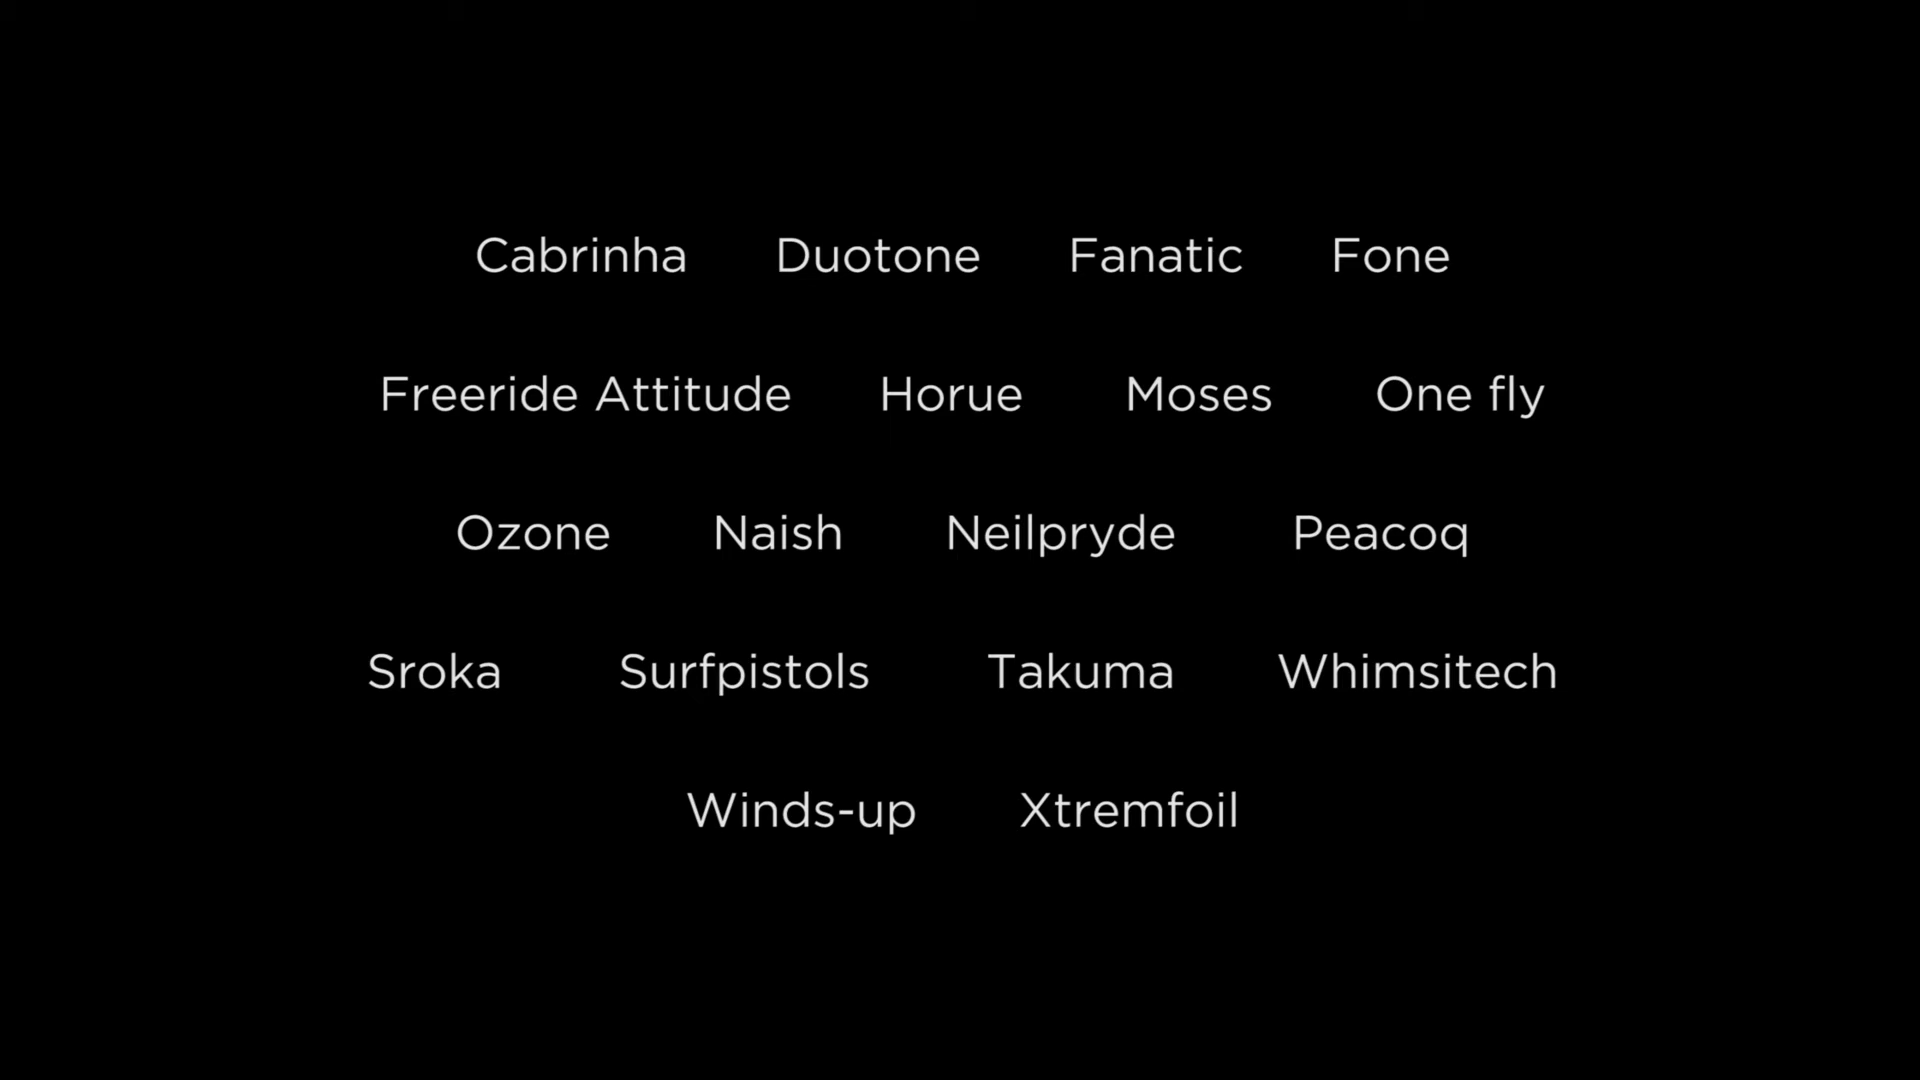 Cabrinha Duotone Fanatic Fone
Freeride Attitude Horue Moses One fly
Ozone Naish Neilpryde Peacoq
Sroka Surfpistols Takuma Whimsitech
Winds-up Xtremfoil